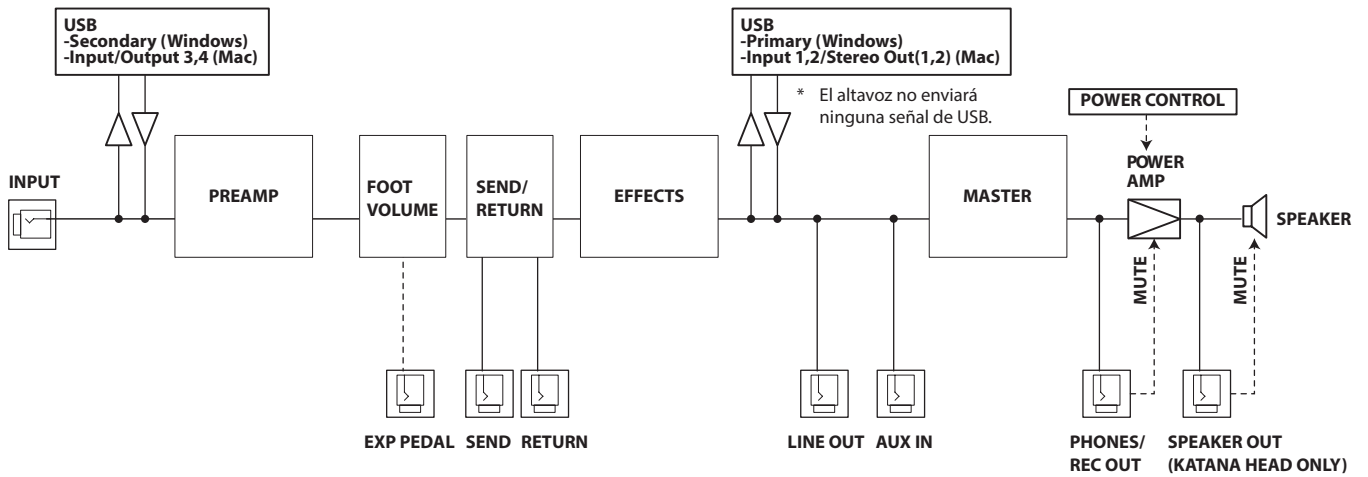 USB
-Secondary (Windows)
-Input/Output 3,4 (Mac)
USB
-Primary (Windows)
-Input 1,2/Stereo Out(1,2) (Mac)
* El altavoz no enviará
ninguna señal de USB.
POWER CONTROL
INPUT
PREAMP
FOOT
VOLUME
SEND/
RETURN
EFFECTS
MASTER
POWER
AMP
SPEAKER
MUTE
MUTE
EXP PEDAL
SEND
RETURN
LINE OUT
AUX IN
PHONES/
REC OUT
SPEAKER OUT
(KATANA HEAD ONLY)